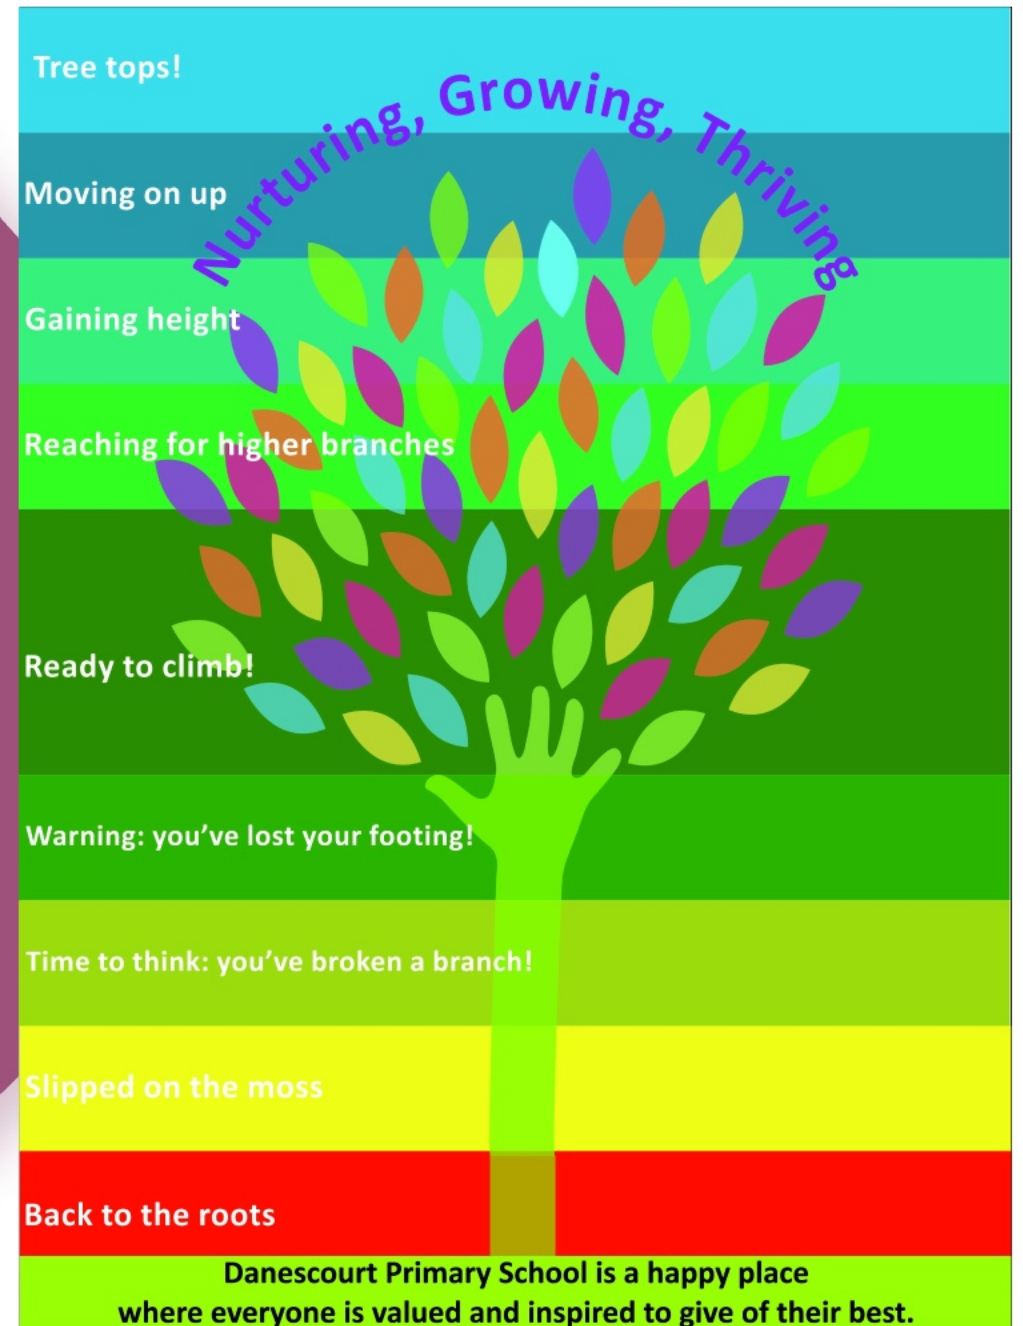 Tree tops!
Nurturing, Growing, Thriving
Moving on up
Gaining height
Reaching for higher branches
Ready to climb!
Warning: you've lost your footing!
Time to think: you've broken a branch!
Slipped on the moss
Back to the roots
Danescourt Primary School is a happy place
where everyone is valued and inspired to give of their best.